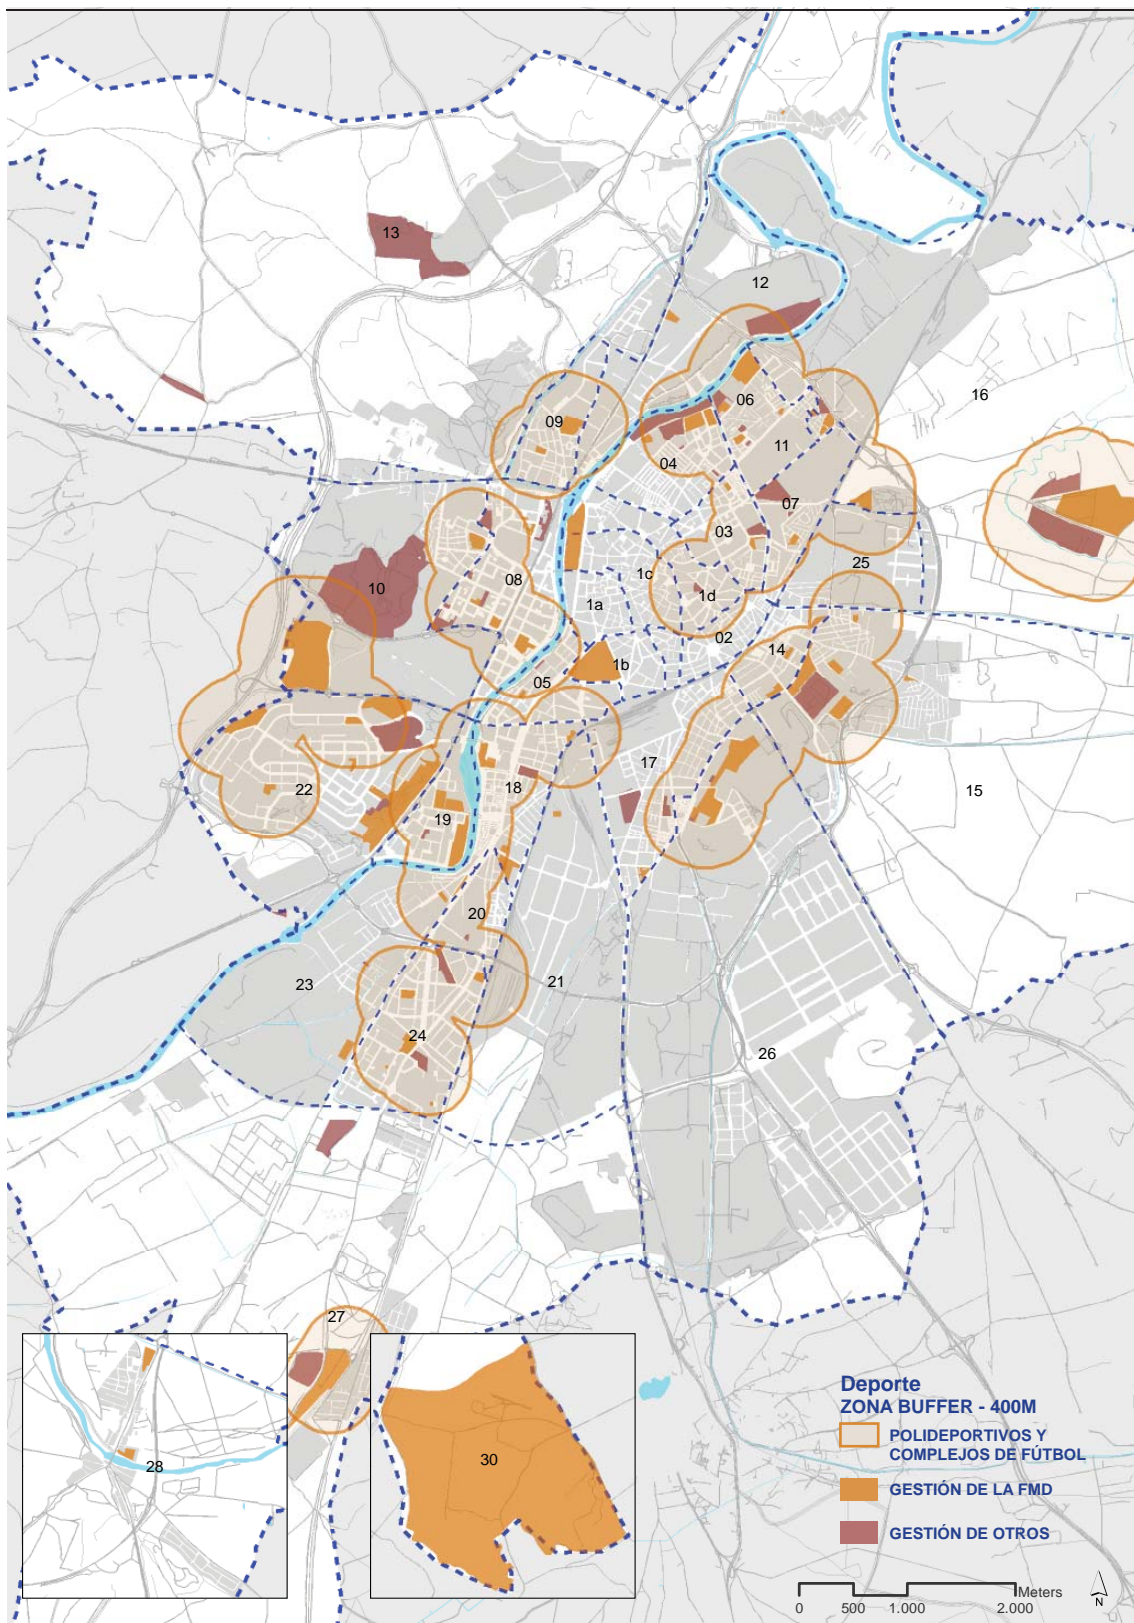 13
12
16
09
06
04
11
07
03
25
10
08
1c
1d
1a
02
14
1b
05
17
15
22
18
19
20
23
21
24
26
27
28
30
Deporte
ZONA BUFFER - 400M
POLIDEPORTIVOS Y
COMPLEJOS DE FÚTBOL
GESTIÓN DE LA FMD
GESTIÓN DE OTROS
Meters
0 500 1.000 2.000
N